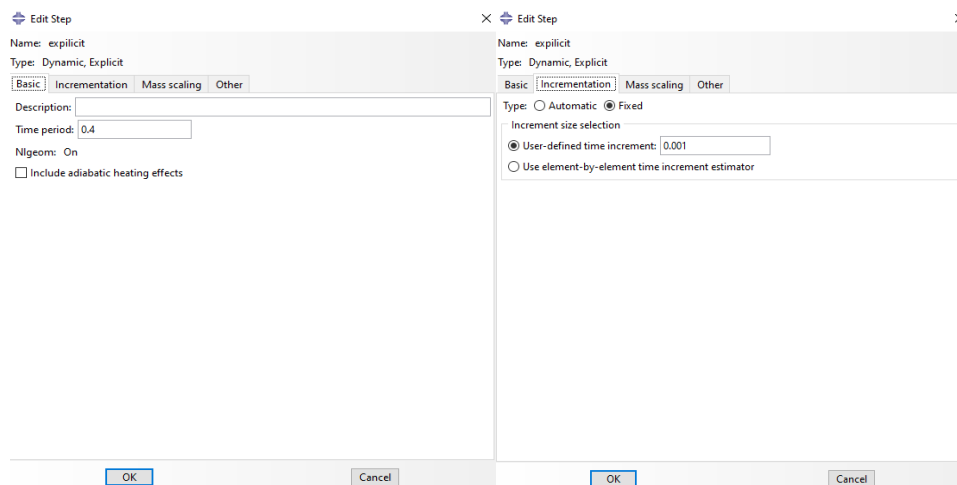 Edit Step
Name: expilicit
Type: Dynamic, Explicit
Basic Incrementation Mass scaling Other
Description:
Time period: 0.4
Nlgeom: On
Include adiabatic heating effects
OK Cancel
Edit Step
Name: expilicit
Type: Dynamic, Explicit
Basic Incrementation Mass scaling Other
Type: Automatic Fixed
Increment size selection
User-defined time increment: 0.001
Use element-by-element time increment estimator
OK Cancel